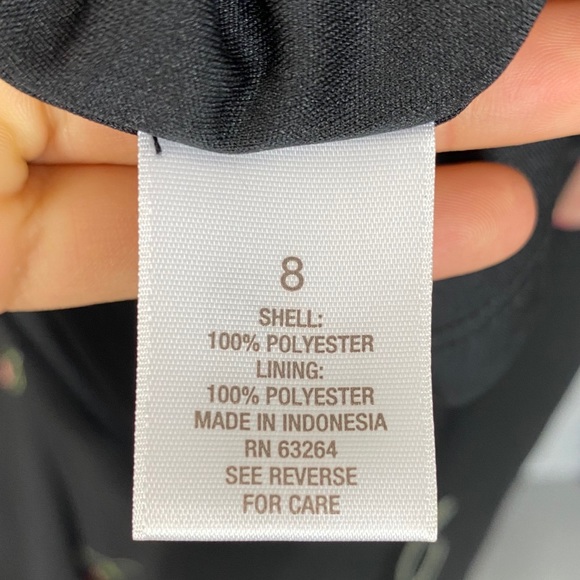 8
SHELL:
100% POLYESTER
LINING:
100% POLYESTER
MADE IN INDONESIA
RN 63264
SEE REVERSE
FOR CARE